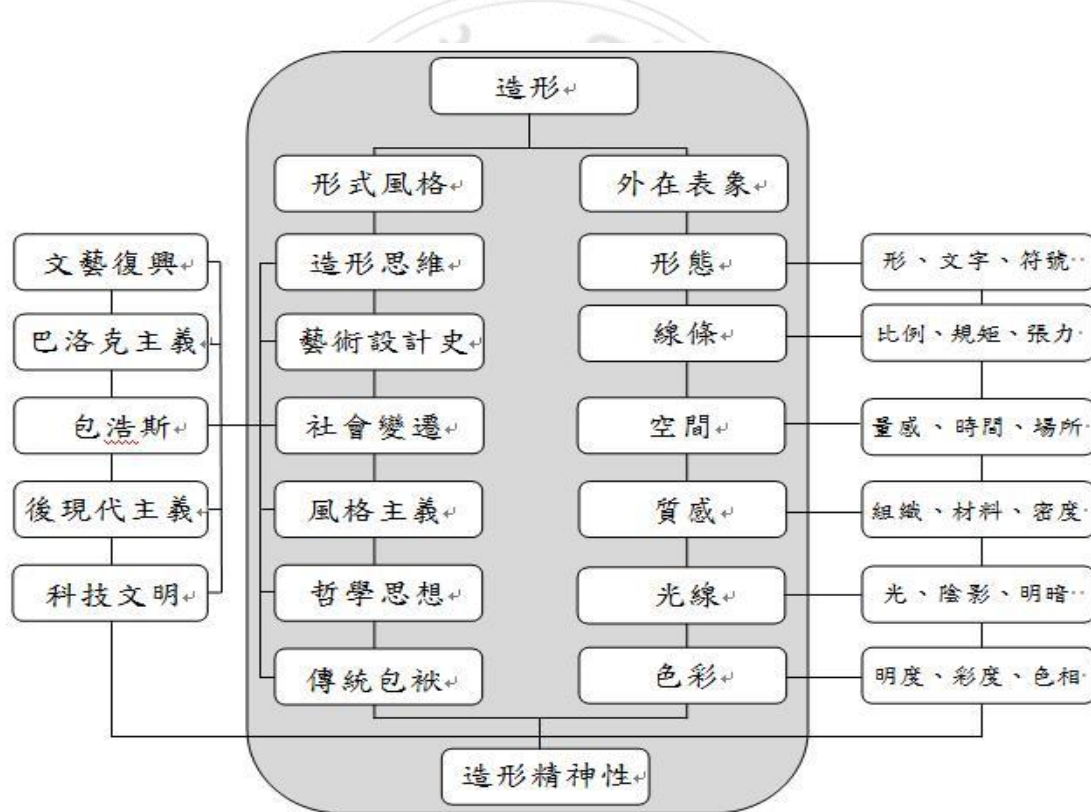 造形
形式風格
外在表象
文藝復興
造形思維
形態
形、文字、符號
巴洛克主義
藝術設計史
線條
比例、規矩、張力
包浩斯
社會變遷
空間
量感、時間、場所
後現代主義
風格主義
質感
組織、材料、密度
科技文明
哲學思想
光線
光、陰影、明暗
傳統包袱
色彩
明度、彩度、色相
造形精神性